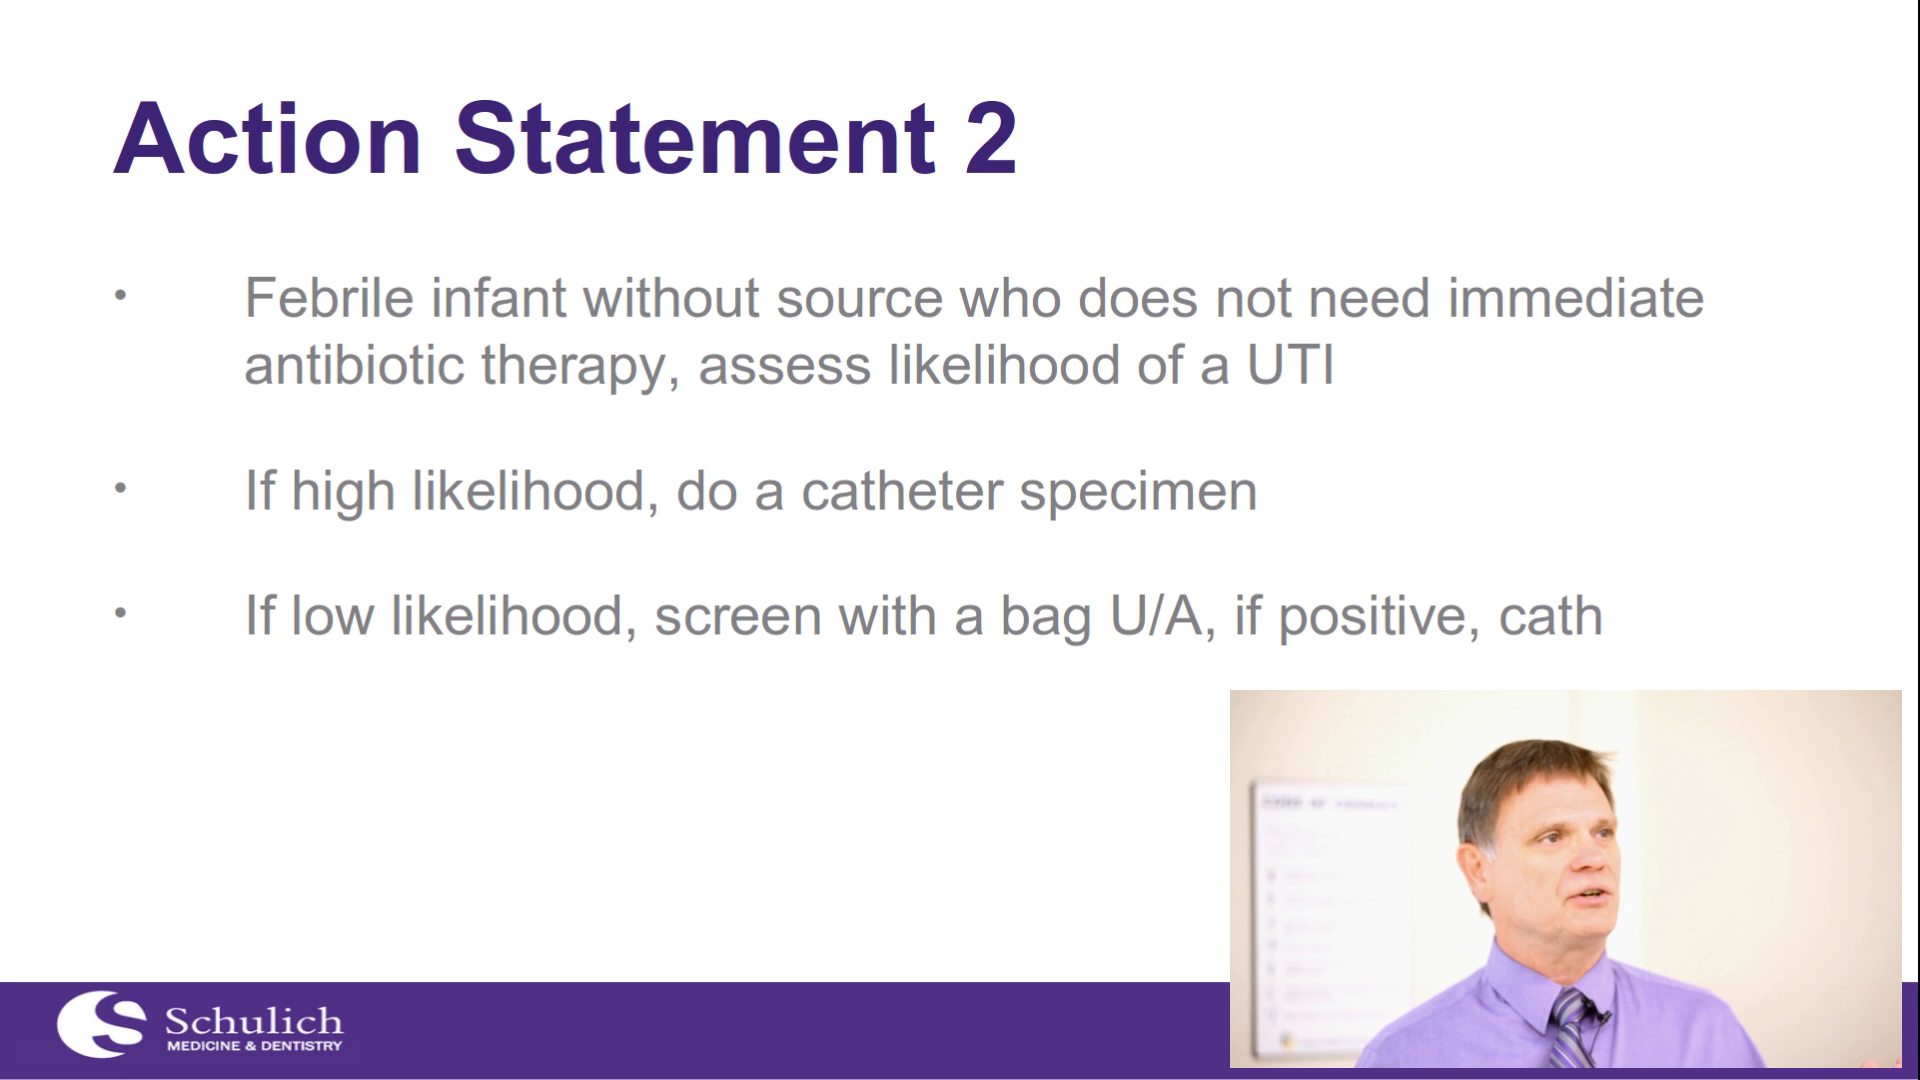 Action Statement 2
• Febrile infant without source who does not need immediate
antibiotic therapy, assess likelihood of a UTI
• If high likelihood, do a catheter specimen
• If low likelihood, screen with a bag U/A, if positive, cath
Schulich
MEDICINE & DENTISTRY